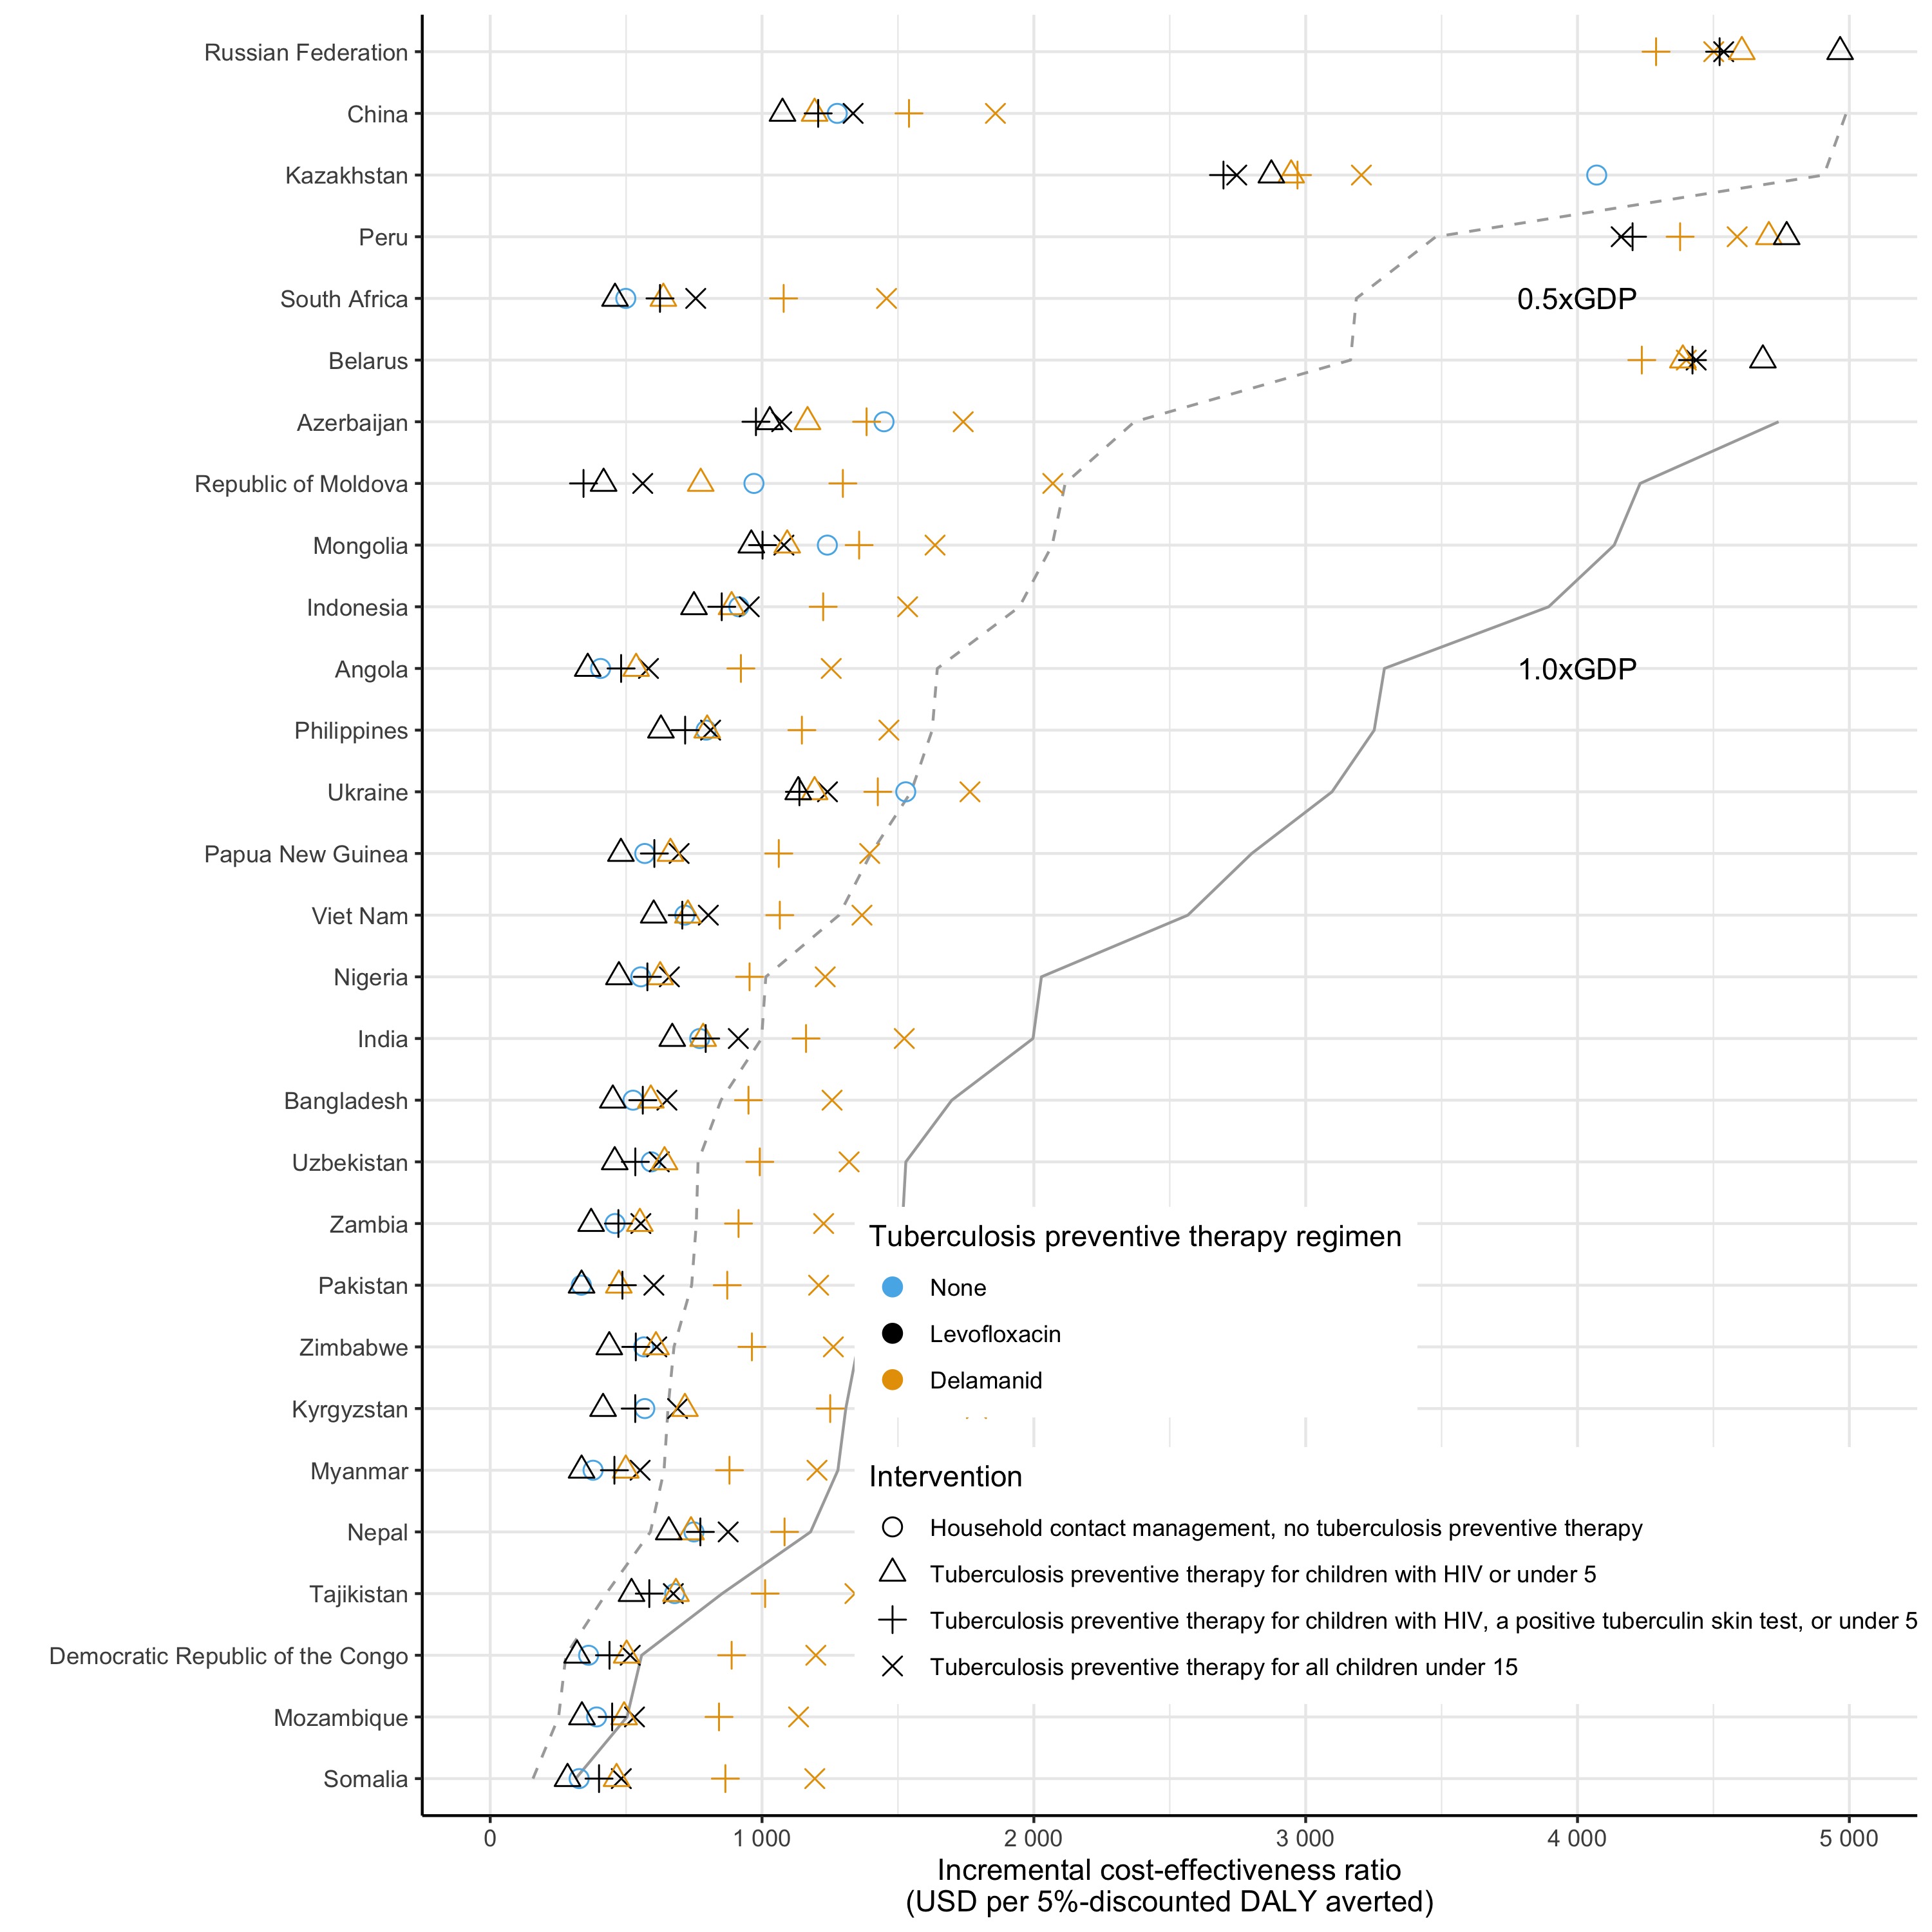 Russian Federation
China
Kazakhstan
Peru
South Africa
0.5xGDP
Belarus
Azerbaijan
Republic of Moldova
Mongolia
Indonesia
Angola
1.0xGDP
Philippines
Ukraine
Papua New Guinea
Viet Nam
Nigeria
India
Bangladesh
Uzbekistan
Zambia
Pakistan
Zimbabwe
Kyrgyzstan
Myanmar
Nepal
Tajikistan
Democratic Republic of the Congo
Mozambique
Somalia
Tuberculosis preventive therapy regimen
None
Levofloxacin
Delamanid
Intervention
Household contact management, no tuberculosis preventive therapy
Tuberculosis preventive therapy for children with HIV or under 5
Tuberculosis preventive therapy for children with HIV, a positive tuberculin skin test, or under 5
Tuberculosis preventive therapy for all children under 15
0 1 000 2 000 3 000 4 000 5 000
Incremental cost-effectiveness ratio
(USD per 5%-discounted DALY averted)